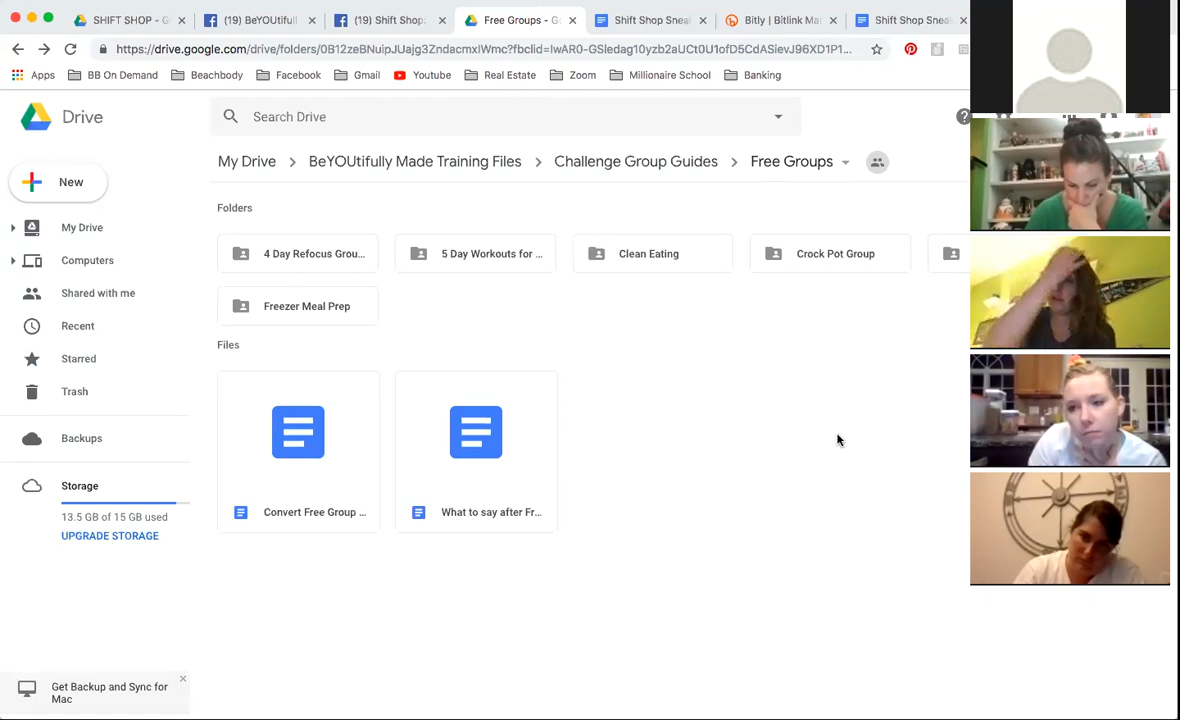 SHIFT SHOP - G
(19) BeYOUtifull
(19) Shift Shop:
Free Groups - G
Shift Shop Snea
Bitly | Bitlink Ma
Shift Shop Snea
https://drive.google.com/drive/folders/0B12zeBNuipJUajg3ZndacmxIWmc?fbclid=IwAR0-GSledag10yzb2aUCt0U1ofD5CdASievJ96XD1P1...
Apps
BB On Demand
Beachbody
Facebook
Gmail
Youtube
Real Estate
Zoom
Millionaire School
Banking
Drive
Search Drive
New
My Drive > BeYOUtifully Made Training Files > Challenge Group Guides > Free Groups
My Drive
Computers
Shared with me
Recent
Starred
Trash
Backups
Storage
13.5 GB of 15 GB used
UPGRADE STORAGE
Get Backup and Sync for
Mac
Folders
4 Day Refocus Grou...
5 Day Workouts for ...
Clean Eating
Crock Pot Group
Freezer Meal Prep
Files
Convert Free Group ...
What to say after Fr...